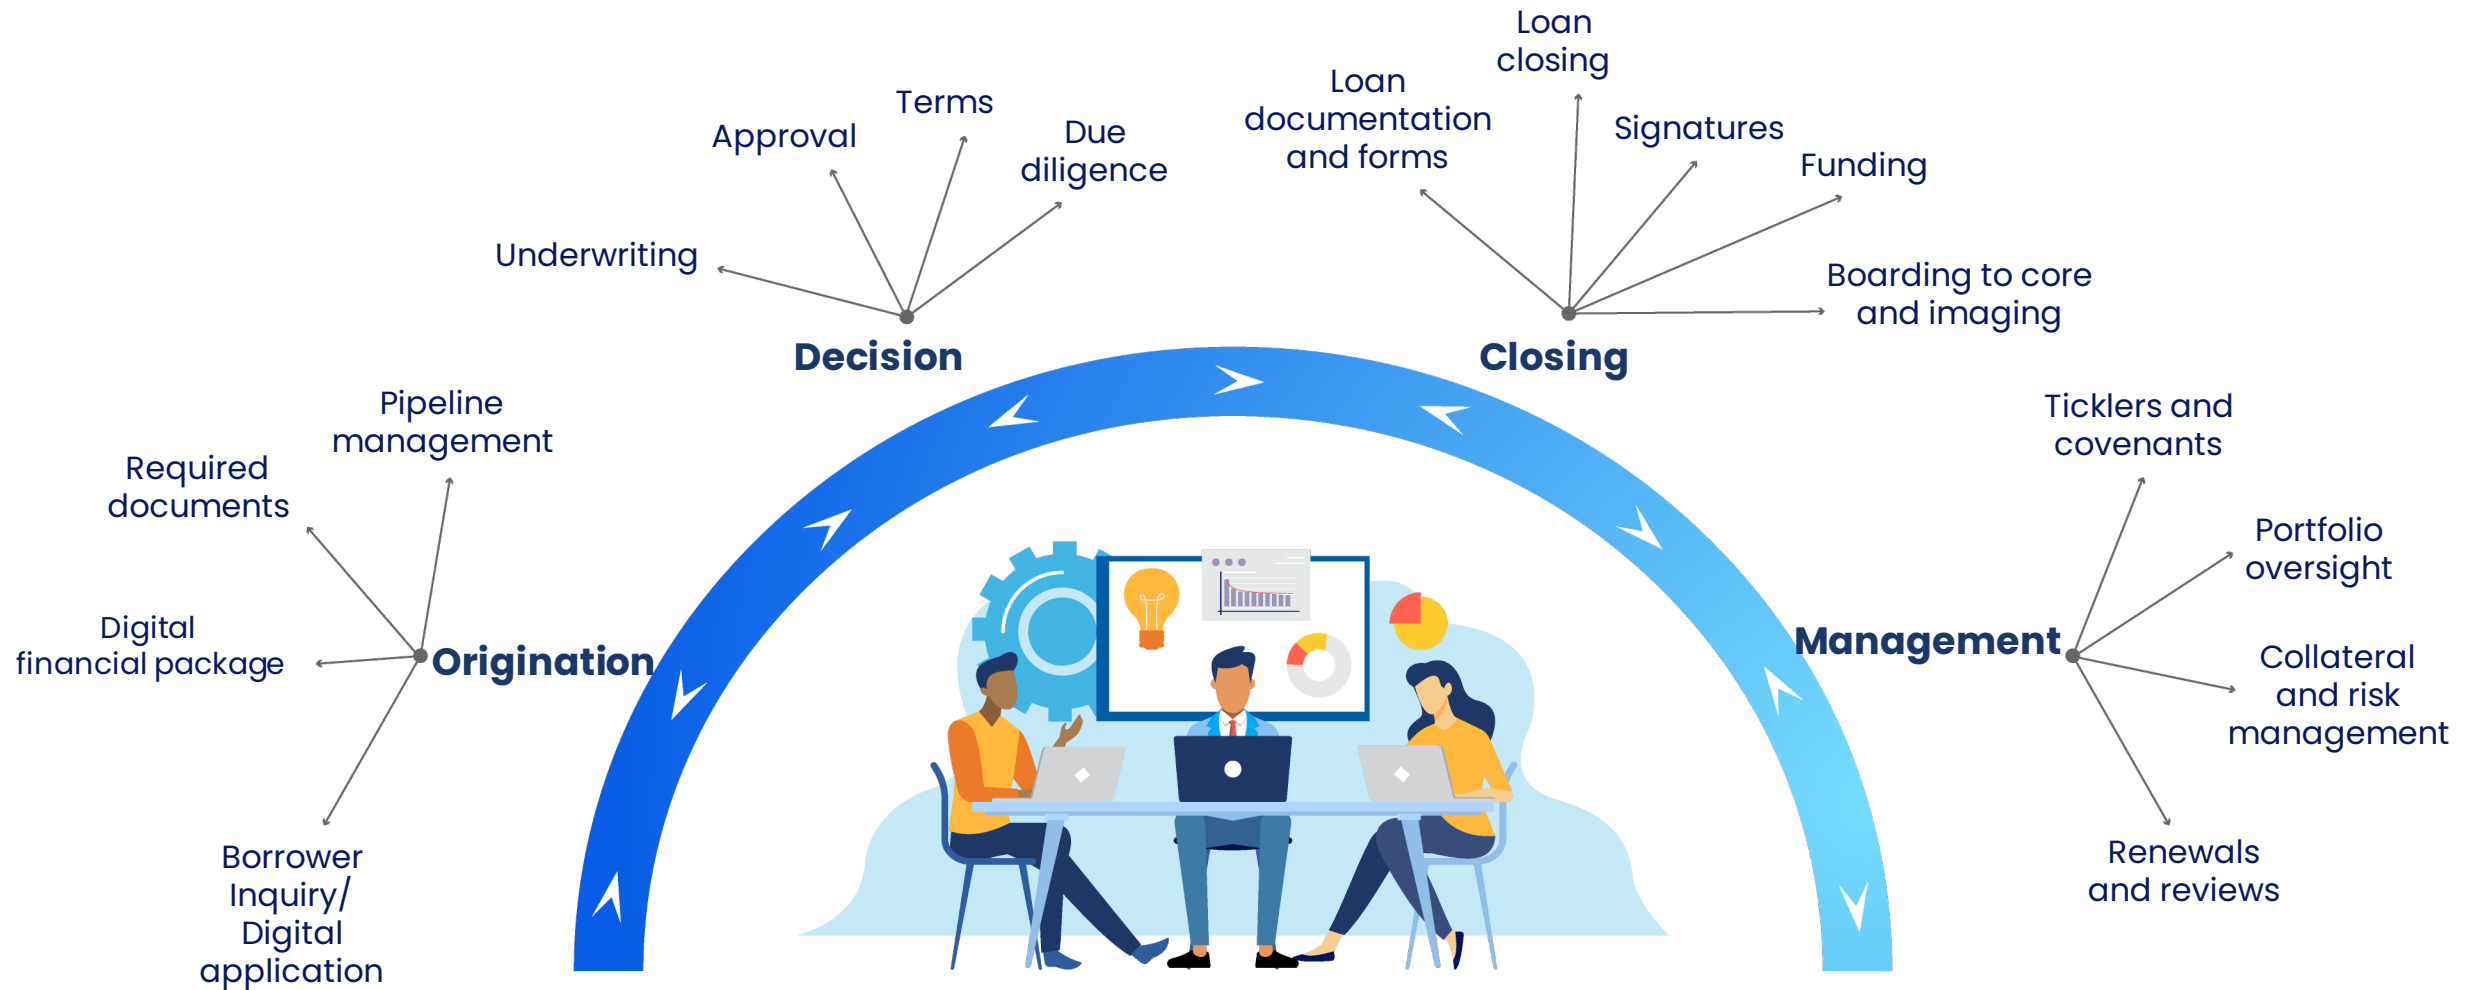 Borrower
Inquiry/
Digital
application
Digital
financial package
Required
documents
Pipeline
management
Origination
Underwriting
Approval
Terms
Due
diligence
Decision
Loan
documentation
and forms
Loan
closing
Signatures
Funding
Boarding to core
and imaging
Closing
Ticklers and
covenants
Portfolio
oversight
Collateral
and risk
management
Renewals
and reviews
Management